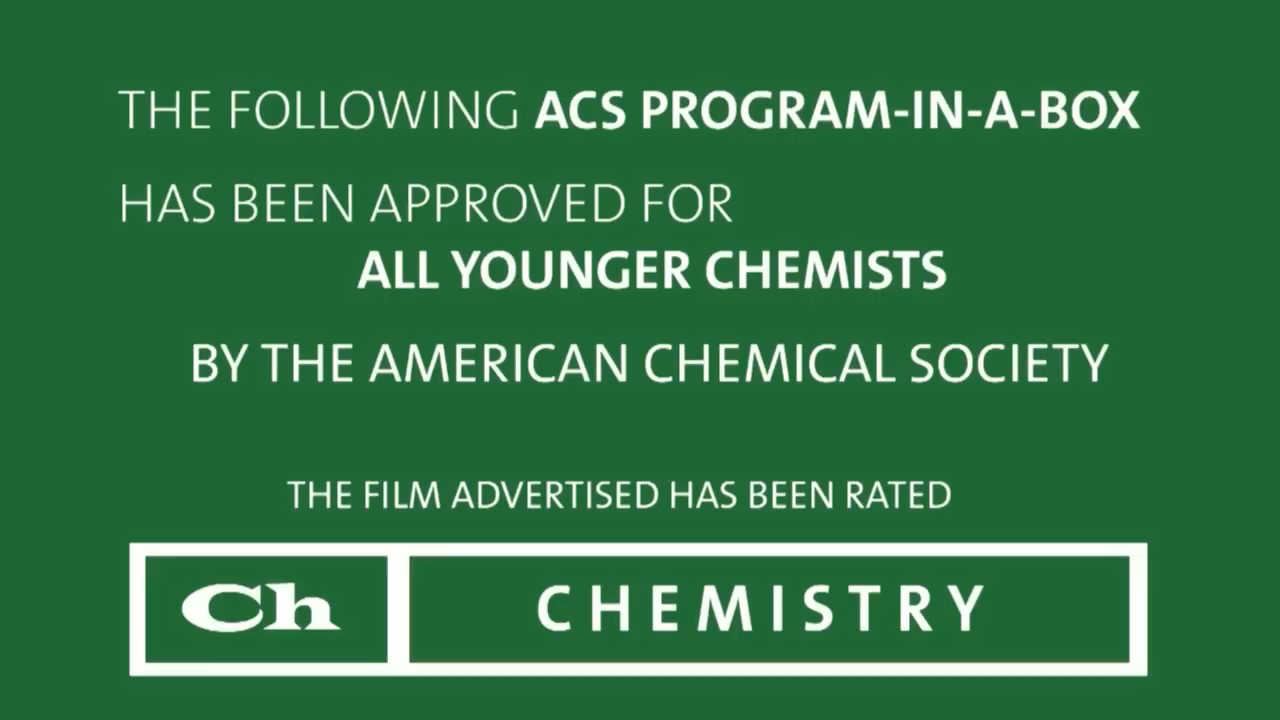 THE FOLLOWING ACS PROGRAM-IN-A-BOX
HAS BEEN APPROVED FOR
ALL YOUNGER CHEMISTS
BY THE AMERICAN CHEMICAL SOCIETY
THE FILM ADVERTISED HAS BEEN RATED
Ch CHEMISTRY